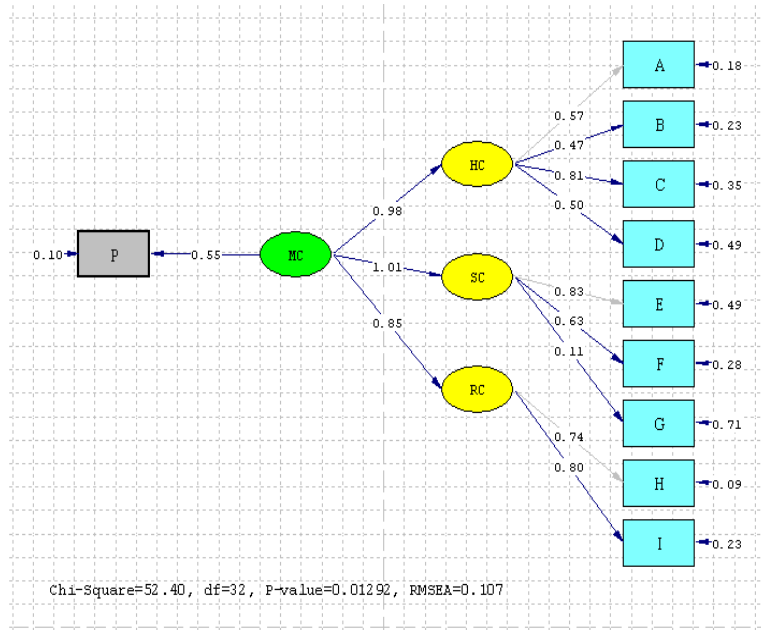 A
0.18
0.57
B
0.23
0.47
HC
0.81
C
0.35
0.50
0.98
D
0.49
0.10
P
0.55
MC
1.01
SC
0.83
E
0.49
0.63
0.85
0.11
F
0.28
RC
G
0.71
0.74
0.80
H
0.09
I
0.23
Chi-Square=52.40, df=32, P-value=0.01292, RMSEA=0.107